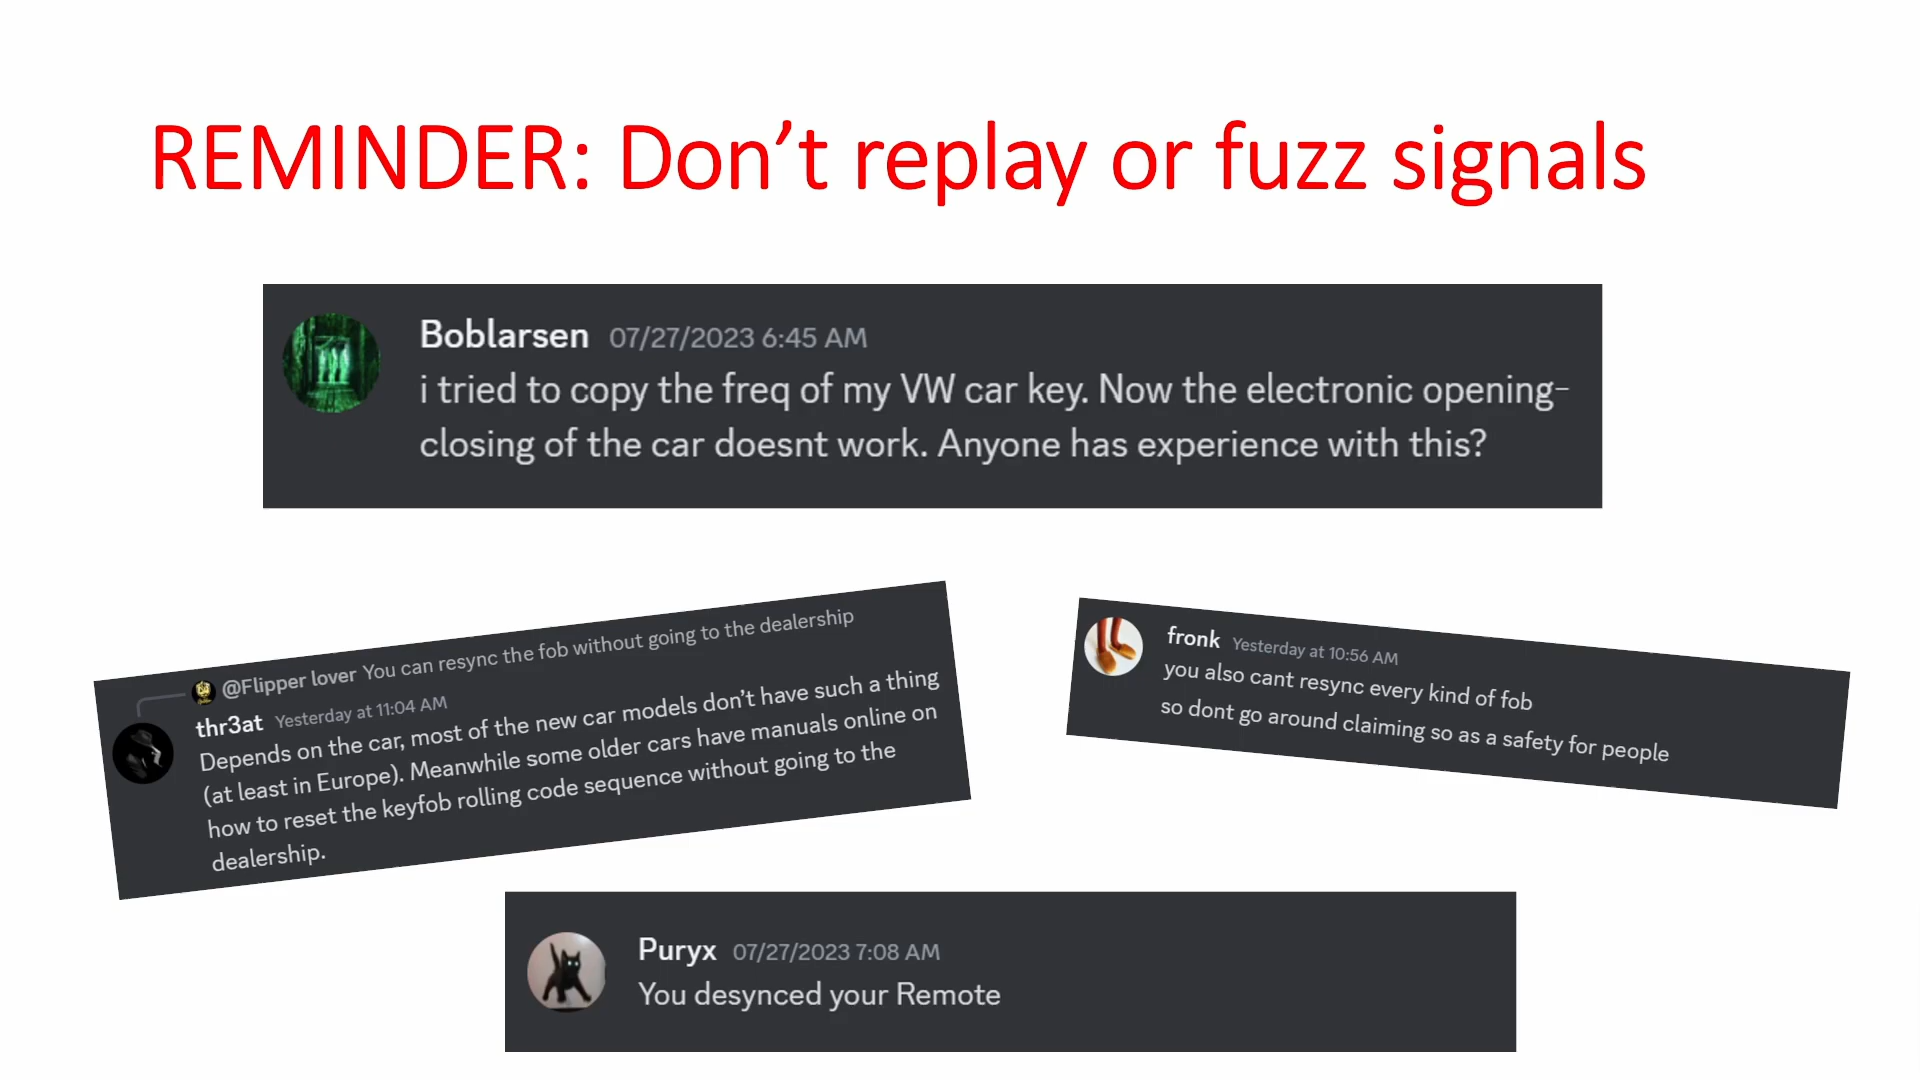 REMINDER: Don’t replay or fuzz signals
Boblarsen 07/27/2023 6:45 AM
i tried to copy the freq of my VW car key. Now the electronic opening-
closing of the car doesnt work. Anyone has experience with this?
@Flipper lover You can resync the fob without going to the dealership
thr3at Yesterday at 11:04 AM
Depends on the car, most of the new car models don’t have such a thing
(at least in Europe). Meanwhile some older cars have manuals online on
how to reset the keyfob rolling code sequence without going to the
dealership.
fronk Yesterday at 10:56 AM
you also cant resync every kind of fob
so dont go around claiming so as a safety for people
Puryx 07/27/2023 7:08 AM
You desynced your Remote